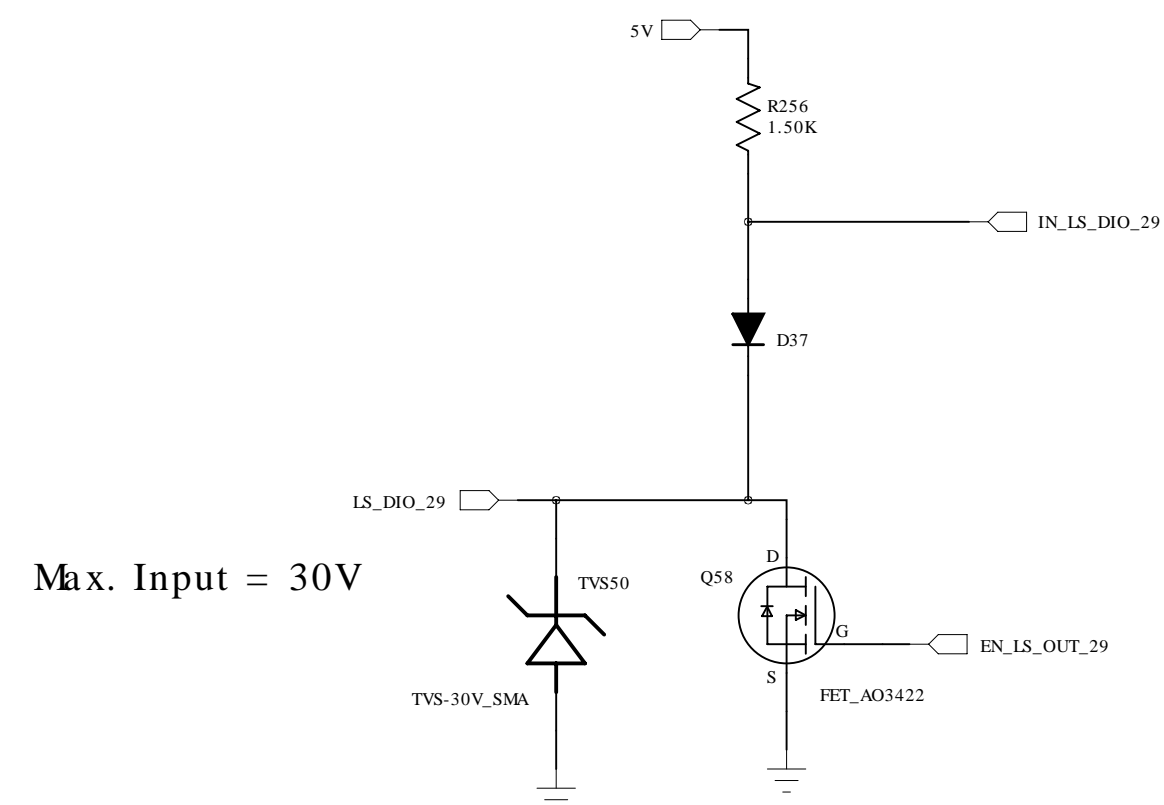 5V
R256
1.50K
IN_LS_DIO_29
D37
LS_DIO_29
Max. Input = 30V
TVS50
Q58
D
G
EN_LS_OUT_29
S
TVS-30V_SMA
FET_AO3422